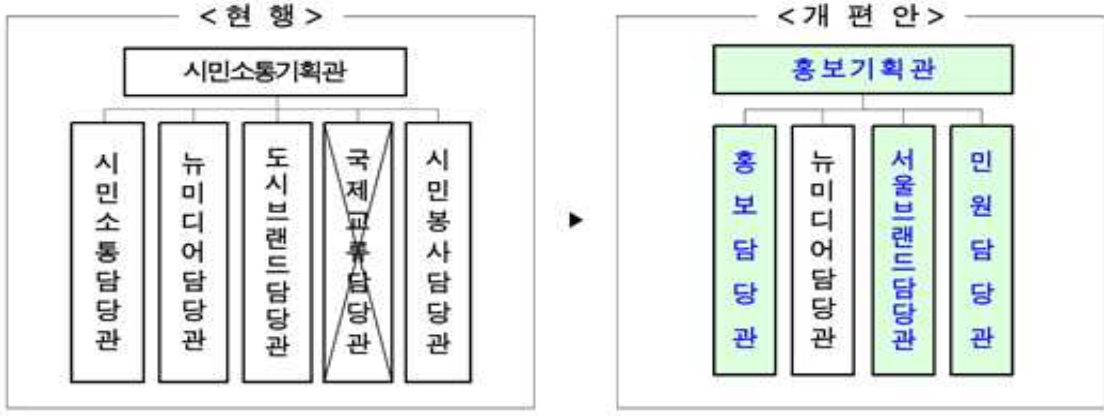 <현 행>
시민소통기획관
시민소통담당관
뉴미디어담당관
도시브랜드담당관
국제교류담당관
시민봉사담당관
▶
<개 편 안>
홍보기획관
홍보담당관
뉴미디어담당관
서울브랜드담당관
민원담당관